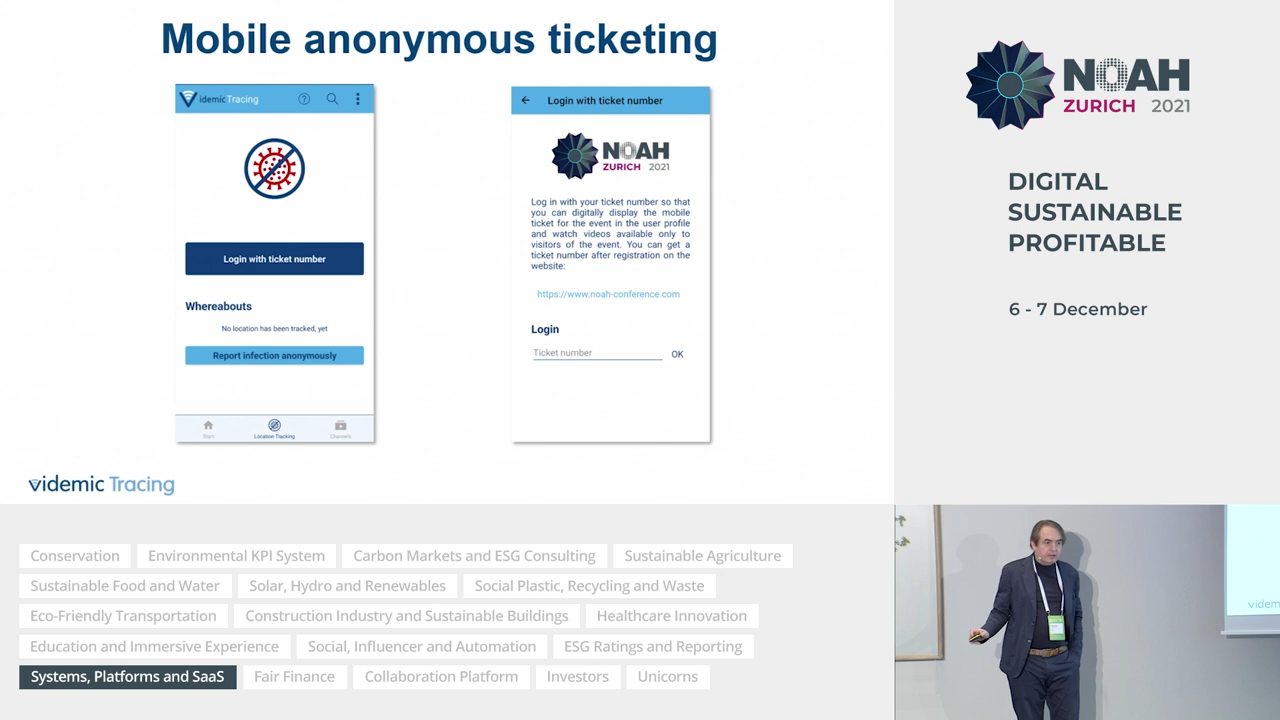 Mobile anonymous ticketing
videmic Tracing
Login with ticket number
Whereabouts
No location has been tracked, yet
Report infection anonymously
Start
Location Tracking
Channels
Login with ticket number
NOAH
ZURICH 2021
Log in with your ticket number so that
you can digitally display the mobile
ticket for the event in the user profile
and watch videos available only to
visitors of the event. You can get a
ticket number after registration on the
website:
https://www.noah-conference.com
Login
Ticket number
OK
videmic Tracing
NOAH
ZURICH 2021
DIGITAL
SUSTAINABLE
PROFITABLE
6 - 7 December
Conservation
Environmental KPI System
Carbon Markets and ESG Consulting
Sustainable Agriculture
Sustainable Food and Water
Solar, Hydro and Renewables
Social Plastic, Recycling and Waste
Eco-Friendly Transportation
Construction Industry and Sustainable Buildings
Healthcare Innovation
Education and Immersive Experience
Social, Influencer and Automation
ESG Ratings and Reporting
Systems, Platforms and SaaS
Fair Finance
Collaboration Platform
Investors
Unicorns
videm